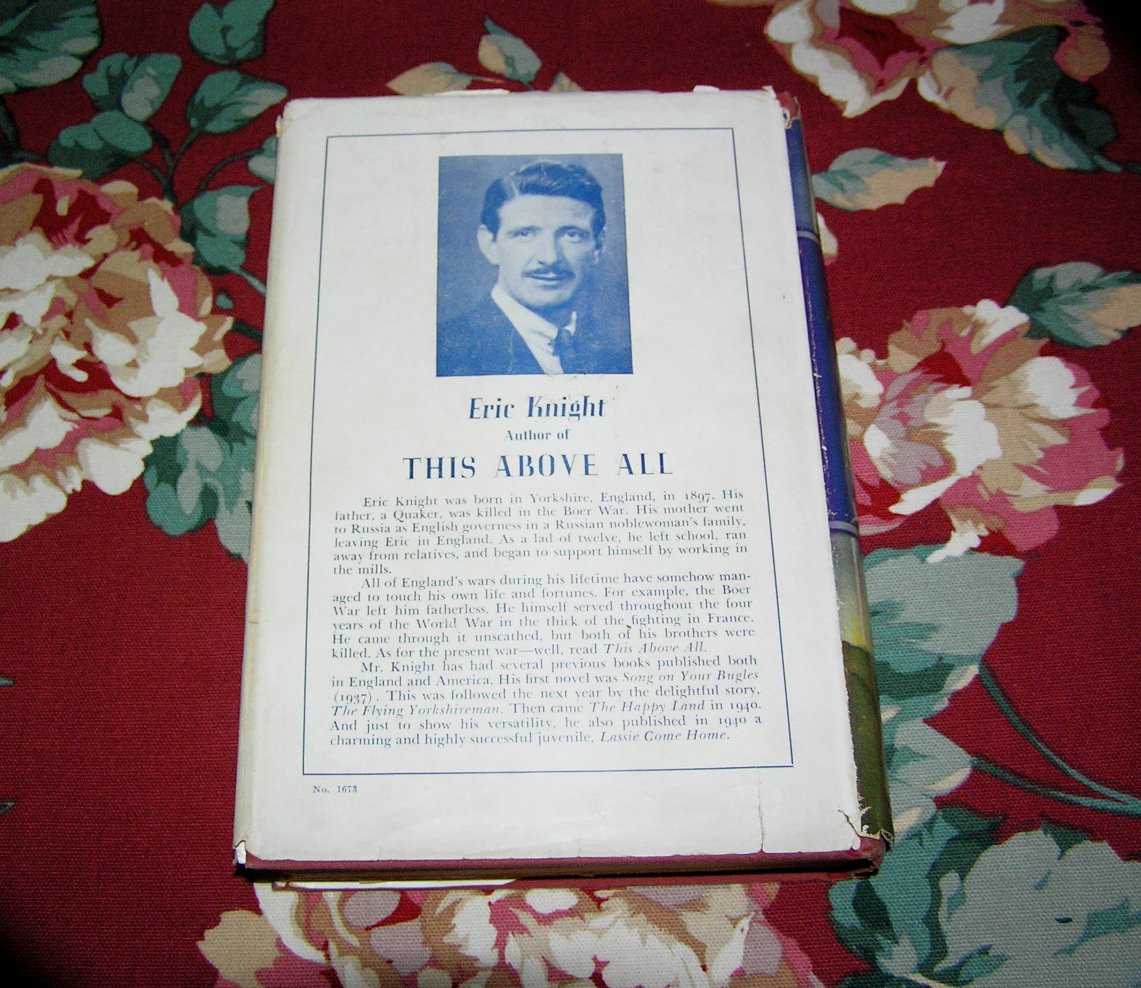 Eric Knight
Author of
THIS ABOVE ALL
Eric Knight was born in Yorkshire, England, in 1897. His
father, a Quaker, was killed in the Boer War. His mother went
to Russia as English governess in a Russian noblewoman's family,
leaving Eric in England. As a lad of twelve, he left school, ran
away from relatives, and began to support himself by working in
the mills.
All of England's wars during his lifetime have somehow man-
aged to touch his own life and fortunes. For example, the Boer
War left him fatherless. He himself served throughout the four
years of the World War in the thick of the fighting in France.
He came through it unscathed, but both of his brothers were
killed. As for the present war—well, read This Above All.
Mr. Knight has had several previous books published both
in England and America. His first novel was Song on Your Bugles
(1937). This was followed the next year by the delightful story,
The Flying Yorkshireman. Then came The Happy Land in 1940.
And just to show his versatility, he also published in 1940 a
charming and highly successful juvenile, Lassie Come Home.
No. 1673